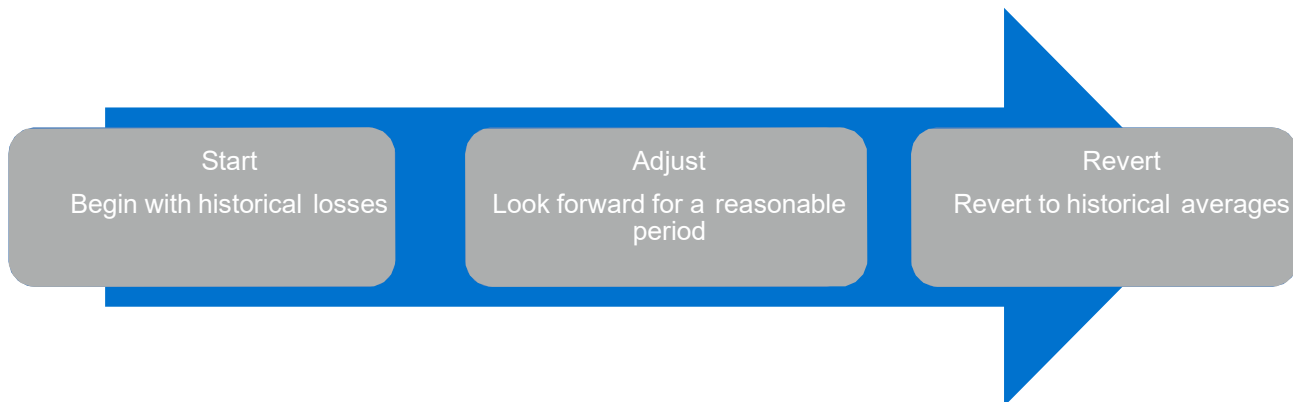 Start
Begin with historical losses
Adjust
Look forward for a reasonable
period
Revert
Revert to historical averages